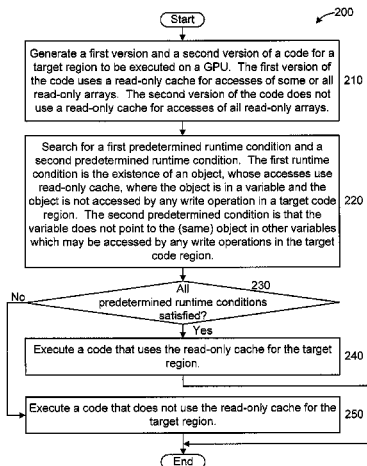 Start
200
Generate a first version and a second version of a code for a
target region to be executed on a GPU. The first version of
the code uses a read-only cache for accesses of some or all
read-only arrays. The second version of the code does not
use a read-only cache for accesses of all read-only arrays.
210
Search for a first predetermined runtime condition and a
second predetermined runtime condition. The first runtime
condition is the existence of an object, whose accesses use
read-only cache, where the object is in a variable and the
object is not accessed by any write operation in a target code
region. The second predetermined condition is that the
variable does not point to the (same) object in other variables
which may be accessed by any write operations in the target
code region.
220
All
230
No
predetermined runtime conditions
satisfied?
Yes
Execute a code that uses the read-only cache for the target
region.
240
Execute a code that does not use the read-only cache for the
target region.
250
End